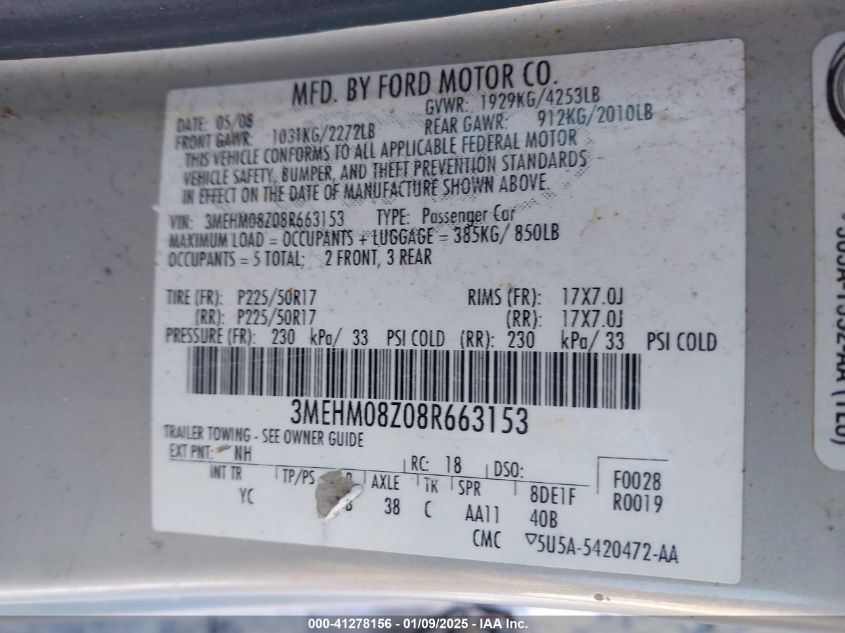 MFD. BY FORD MOTOR CO.
DATE: 05/08 GVWR: 1929KG/4253LB
FRONT GAWR: 1031KG/2272LB REAR GAWR: 912KG/2010LB
THIS VEHICLE CONFORMS TO ALL APPLICABLE FEDERAL MOTOR
VEHICLE SAFETY, BUMPER, AND THEFT PREVENTION STANDARDS
IN EFFECT ON THE DATE OF MANUFACTURE SHOWN ABOVE.
VIN: 3MEHM08Z08R663153 TYPE: Passenger Car
MAXIMUM LOAD = OCCUPANTS + LUGGAGE = 385KG/ 850LB
OCCUPANTS = 5 TOTAL; 2 FRONT, 3 REAR
TIRE (FR): P225/50R17 RIMS (FR): 17X7.0J
(RR): P225/50R17 (RR): 17X7.0J
PRESSURE (FR): 230 kPa/ 33 PSI COLD (RR): 230 kPa/ 33 PSI COLD
3MEHM08Z08R663153
TRAILER TOWING - SEE OWNER GUIDE
EXT PNT: NH RC: 18 DSO: F0028
INT TR TP/PS R AXLE TR SPR 8DE1F R0019
YC 8 38 C AA11 40B
CMC ▽5U5A-5420472-AA
000-41278156 - 01/09/2025 - IAA Inc.